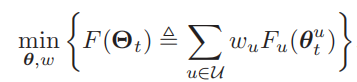 min_{θ,w} { F(Θ_t) ≜ ∑_{u∈𝒰} w_u F_u(θ_t^u) }